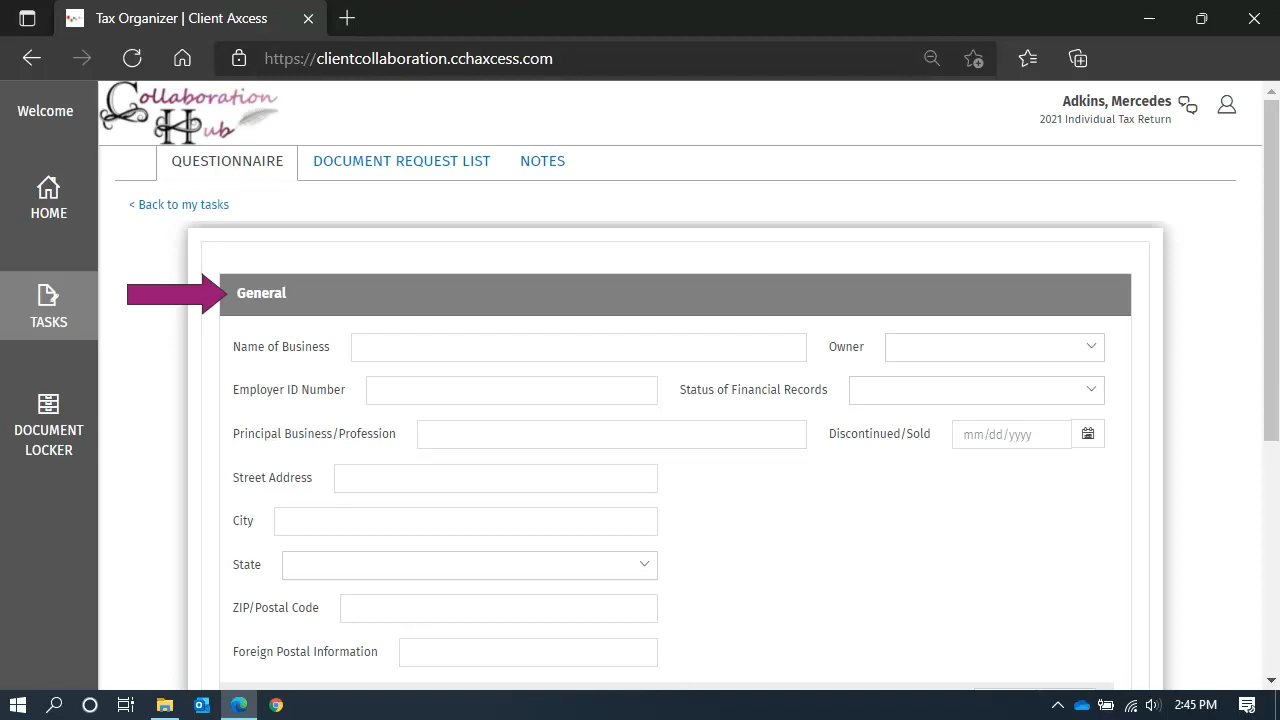 Tax Organizer | Client Axcess
https://clientcollaboration.cchaxcess.com
Welcome
Collaboration
Hub
Adkins, Mercedes
2021 Individual Tax Return
HOME
TASKS
DOCUMENT
LOCKER
QUESTIONNAIRE DOCUMENT REQUEST LIST NOTES
< Back to my tasks
General
Name of Business Owner
Employer ID Number Status of Financial Records
Principal Business/Profession Discontinued/Sold mm/dd/yyyy
Street Address
City
State
ZIP/Postal Code
Foreign Postal Information
2:45 PM